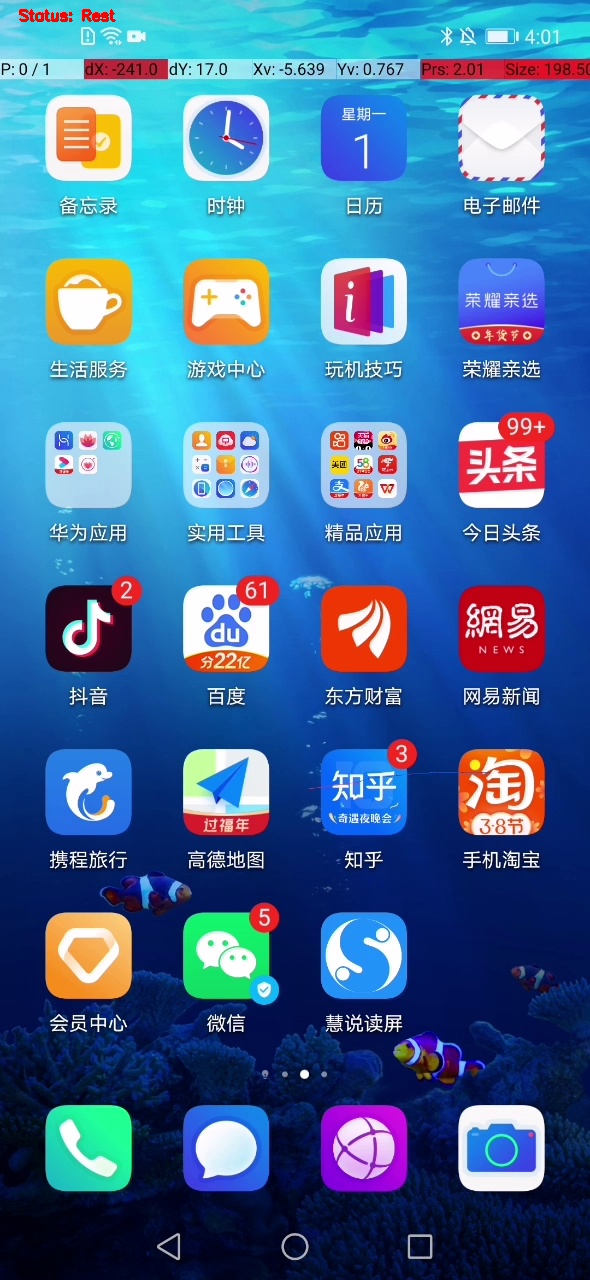 Status: Rest
4:01
P: 0 / 1 dX: -241.0 dY: 17.0 Xv: -5.639 Yv: 0.767 Prs: 2.01 Size: 198.50
星期一
1
备忘录 时钟 日历 电子邮件
i
荣耀亲选
年货节
生活服务 游戏中心 玩机技巧 荣耀亲选
99+
头条
美团
58
支
华为应用 实用工具 精品应用 今日头条
2
61
du
分22亿
網易
NEWS
抖音 百度 东方财富 网易新闻
3
过福年
知乎
奇遇夜晚会
淘
3·8节
携程旅行 高德地图 知乎 手机淘宝
5
会员中心 微信 慧说读屏